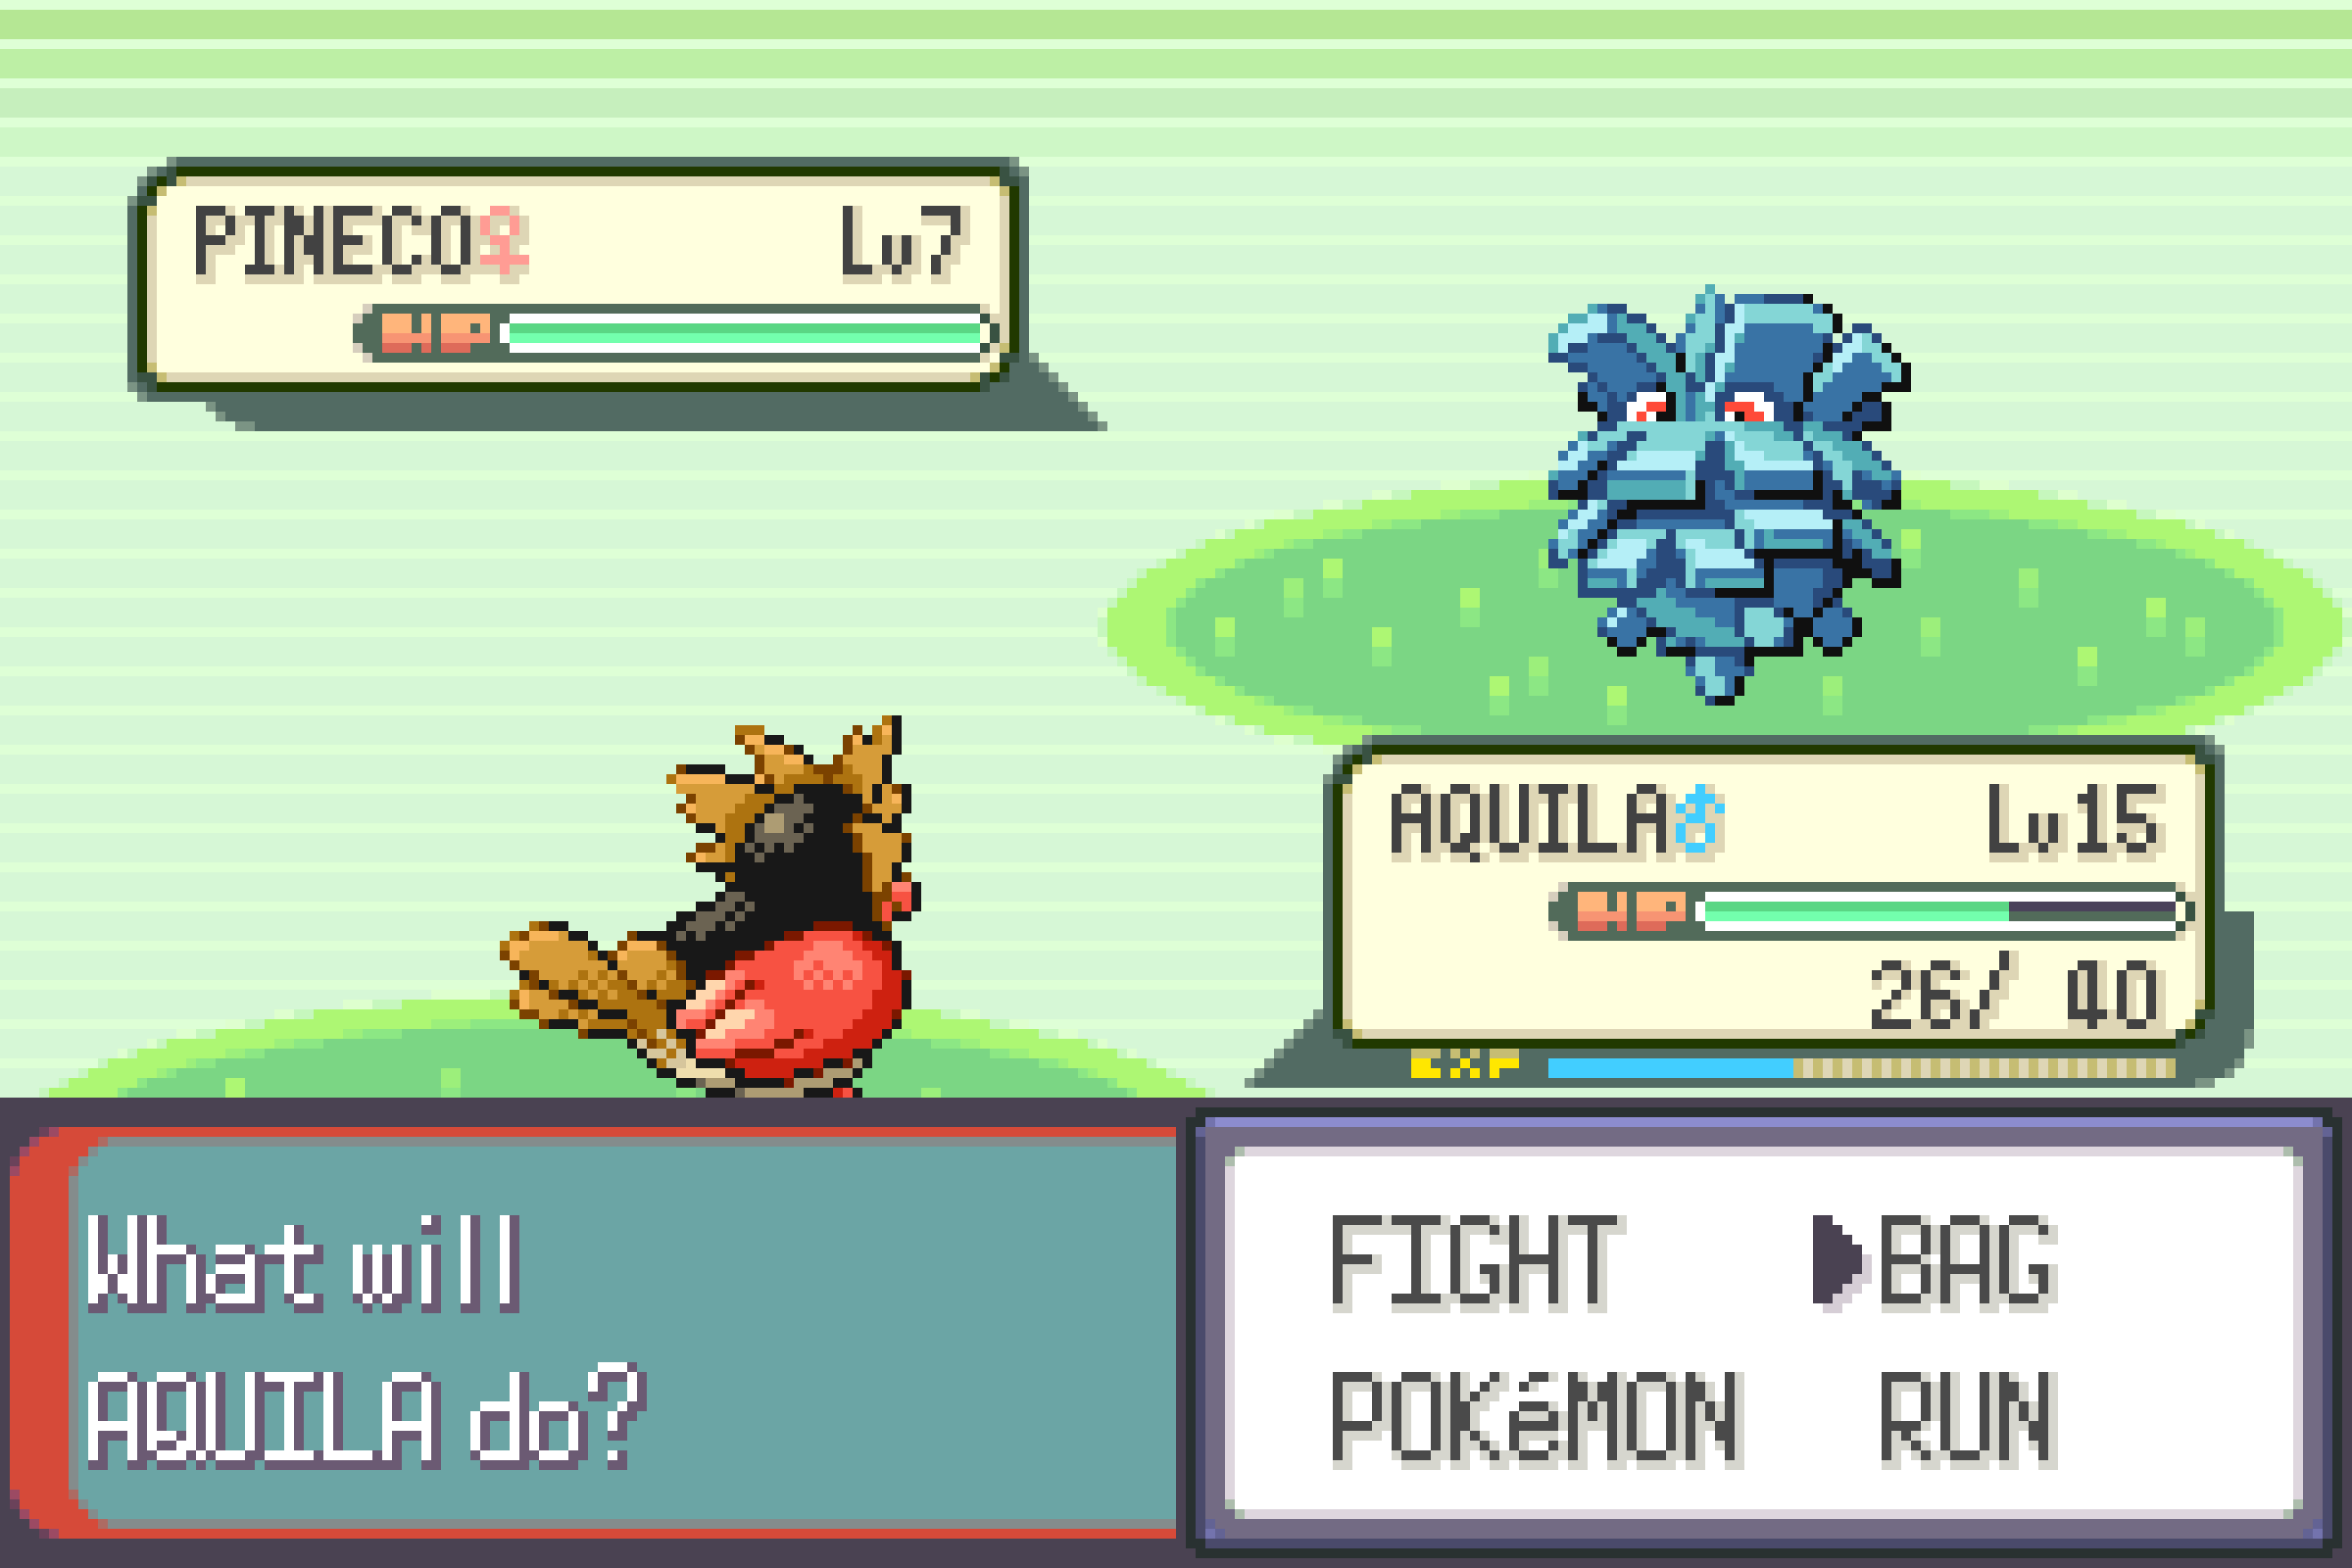 PINECO♀ Lv7
HP
AQUILA♂ Lv15
HP
26/ 40
EXP
What will
AQUILA do?
FIGHT BAG
POKéMON RUN